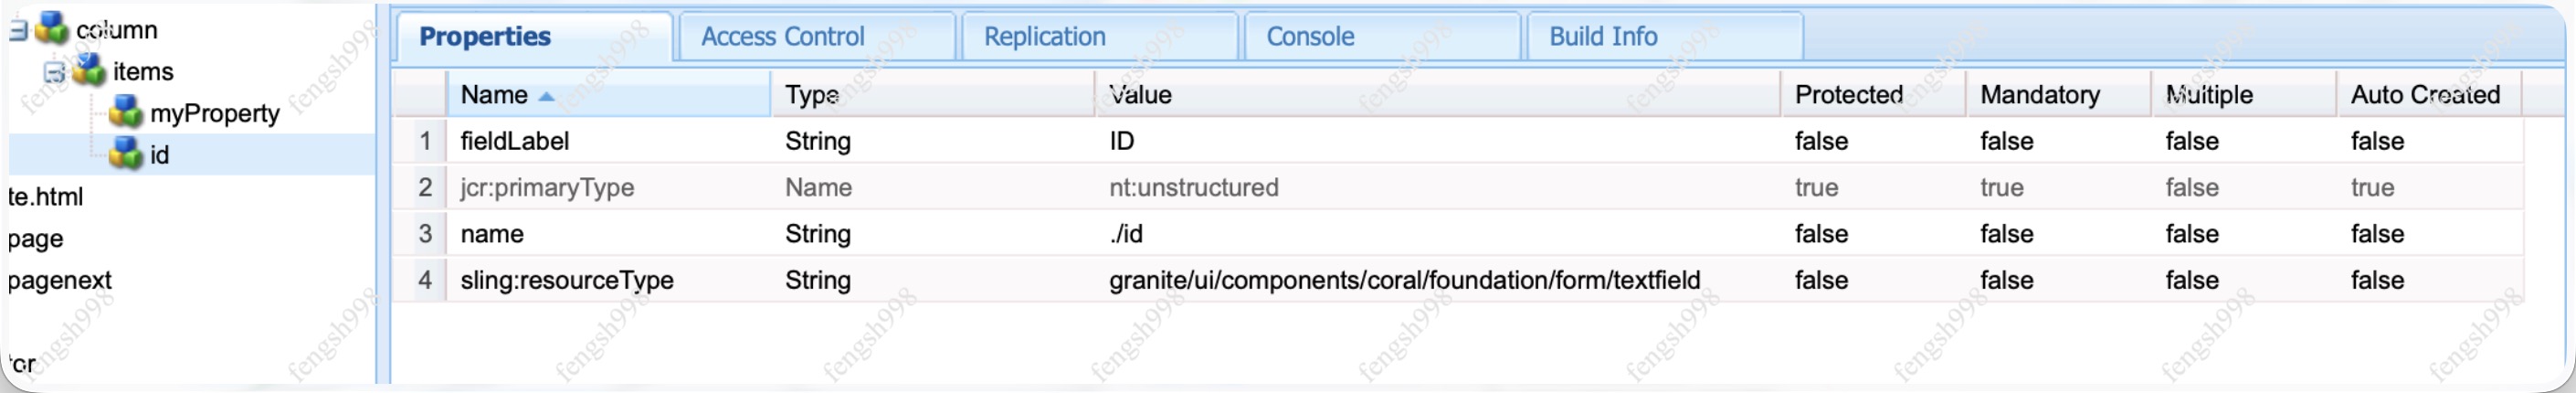 column
items
myProperty
id
te.html
page
pagenext
Properties Access Control Replication Console Build Info
Name Type Value Protected Mandatory Multiple Auto Created
1 fieldLabel String ID false false false false
2 jcr:primaryType Name nt:unstructured true true false true
3 name String ./id false false false false
4 sling:resourceType String granite/ui/components/coral/foundation/form/textfield false false false false
fengsh998